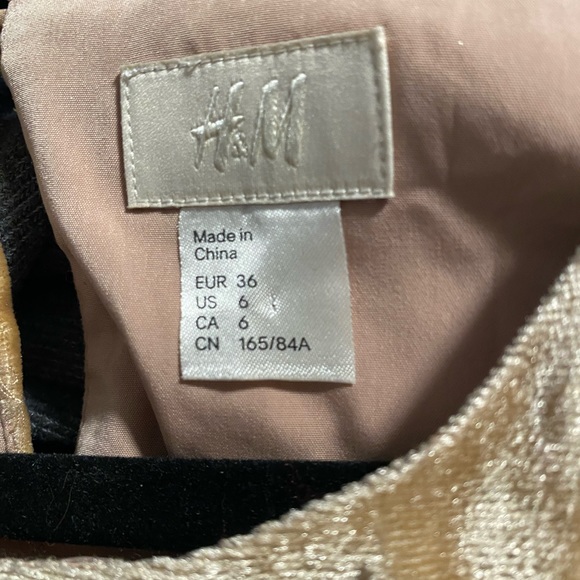 H&M
Made in
China
EUR 36
US 6
CA 6
CN 165/84A